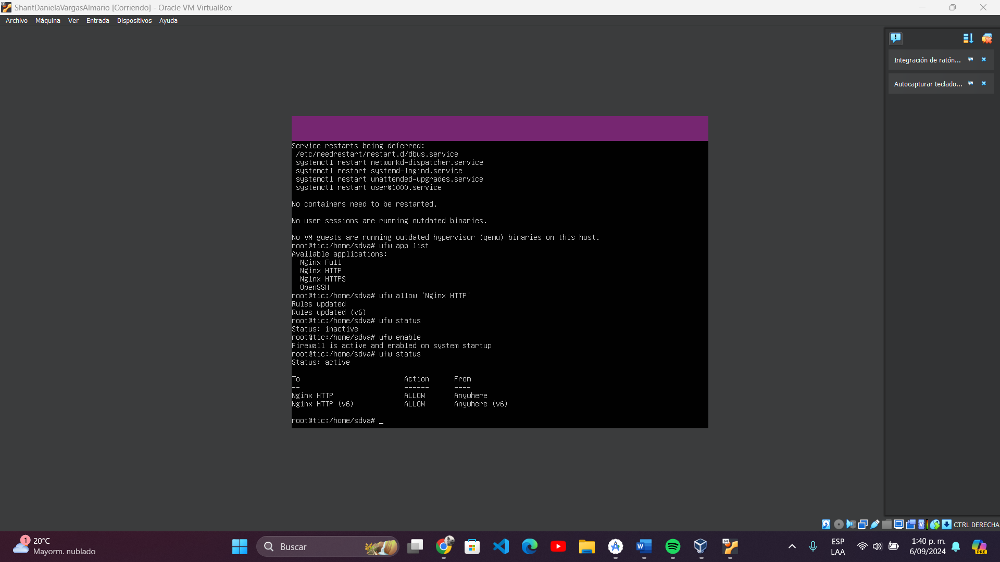 SharitDanielaVargasAlmario [Corriendo] - Oracle VM VirtualBox
Archivo Máquina Ver Entrada Dispositivos Ayuda
Integración de ratón...
Autocapturar teclado...
Service restarts being deferred:
/etc/needrestart/restart.d/dbus.service
systemctl restart networkd-dispatcher.service
systemctl restart systemd-logind.service
systemctl restart unattended-upgrades.service
systemctl restart user@1000.service
No containers need to be restarted.
No user sessions are running outdated binaries.
No VM guests are running outdated hypervisor (qemu) binaries on this host.
root@tic:/home/sdva# ufw app list
Available applications:
Nginx Full
Nginx HTTP
Nginx HTTPS
OpenSSH
root@tic:/home/sdva# ufw allow 'Nginx HTTP'
Rules updated
Rules updated (v6)
root@tic:/home/sdva# ufw status
Status: inactive
root@tic:/home/sdva# ufw enable
Firewall is active and enabled on system startup
root@tic:/home/sdva# ufw status
Status: active
To Action From
-- ------ ----
Nginx HTTP ALLOW Anywhere
Nginx HTTP (v6) ALLOW Anywhere (v6)
root@tic:/home/sdva# _
CTRL DERECHA
1
20°C
Mayorm. nublado
Buscar
ESP
LAA
1:40 p. m.
6/09/2024
PRE